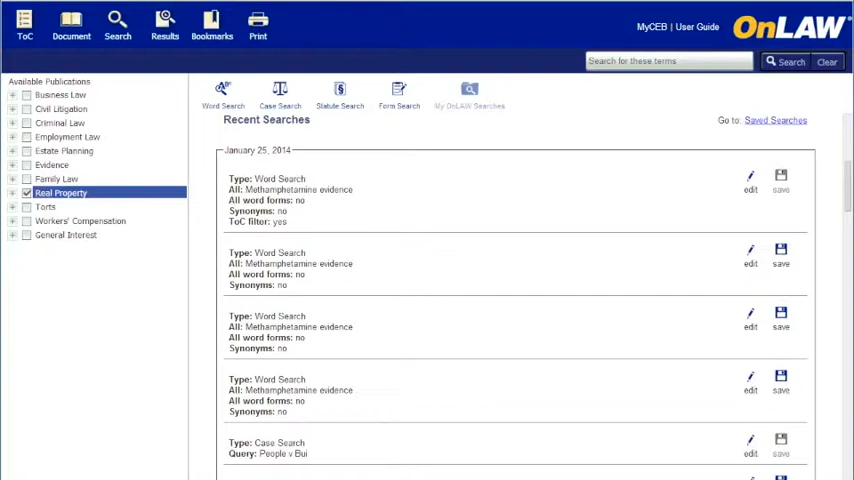 ToC
Document
Search
Results
Bookmarks
Print
MyCEB | User Guide
OnLAW
Search for these terms
Search
Clear
Available Publications
Business Law
Civil Litigation
Criminal Law
Employment Law
Estate Planning
Evidence
Family Law
Real Property
Torts
Workers' Compensation
General Interest
Word Search
Case Search
Statute Search
Form Search
My OnLAW Searches
Recent Searches
Go to: Saved Searches
January 25, 2014
Type: Word Search
All: Methamphetamine evidence
All word forms: no
Synonyms: no
ToC filter: yes
edit
save
Type: Word Search
All: Methamphetamine evidence
All word forms: no
Synonyms: no
edit
save
Type: Word Search
All: Methamphetamine evidence
All word forms: no
Synonyms: no
edit
save
Type: Word Search
All: Methamphetamine evidence
All word forms: no
Synonyms: no
edit
save
Type: Case Search
Query: People v Bui
edit
save